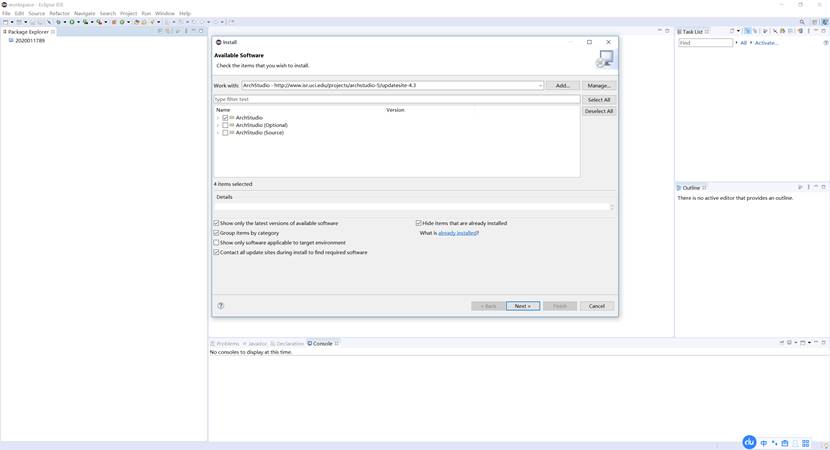 workspace - Eclipse IDE
File Edit Source Refactor Navigate Search Project Run Window Help
Package Explorer
2020011789
Install
Available Software
Check the items that you wish to install.
Work with: ArchStudio - http://www.isr.uci.edu/projects/archstudio-5/updatesite-4.3 Add... Manage...
type filter text Select All
Name Version Deselect All
ArchStudio
ArchStudio (Optional)
ArchStudio (Source)
4 items selected
Details
Show only the latest versions of available software Hide items that are already installed
Group items by category What is already installed?
Show only software applicable to target environment
Contact all update sites during install to find required software
< Back Next > Finish Cancel
Task List
Find All Activate...
Outline
There is no active editor that provides an outline.
Problems Javadoc Declaration Console
No consoles to display at this time.
du 中